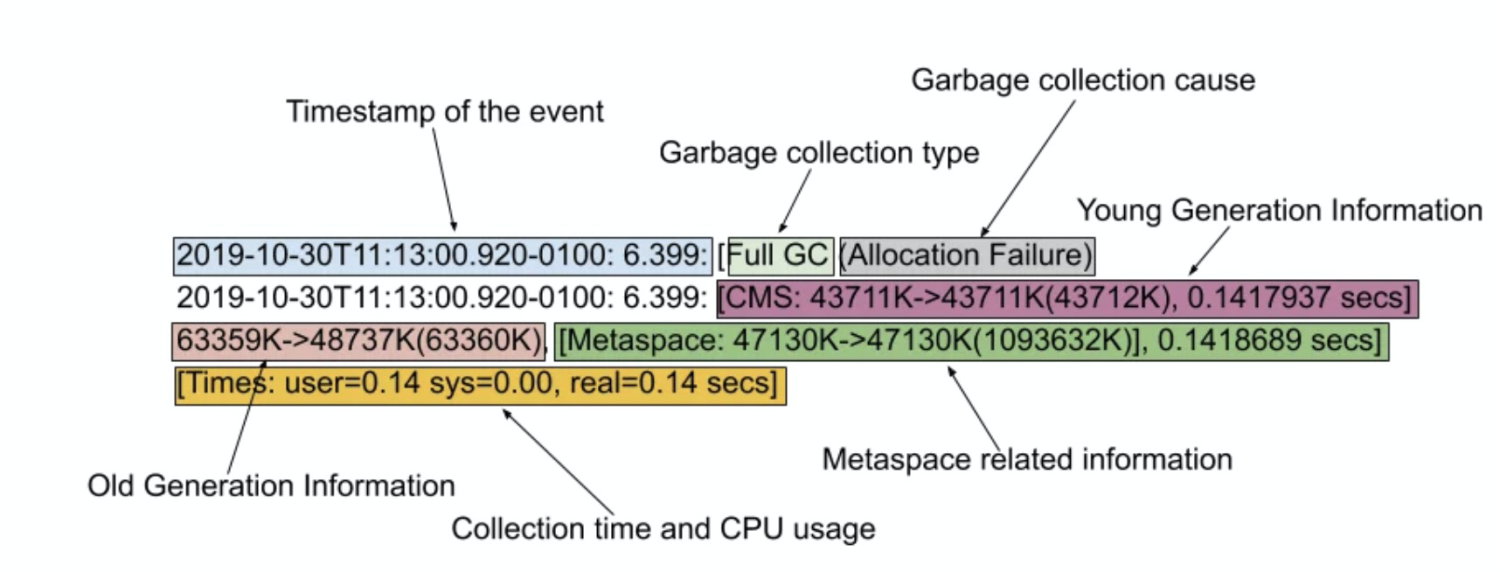 Garbage collection cause
Timestamp of the event
Garbage collection type
Young Generation Information
2019-10-30T11:13:00.920-0100: 6.399: [Full GC (Allocation Failure)
2019-10-30T11:13:00.920-0100: 6.399: [CMS: 43711K->43711K(43712K), 0.1417937 secs]
63359K->48737K(63360K), [Metaspace: 47130K->47130K(1093632K)], 0.1418689 secs]
[Times: user=0.14 sys=0.00, real=0.14 secs]
Metaspace related information
Old Generation Information
Collection time and CPU usage